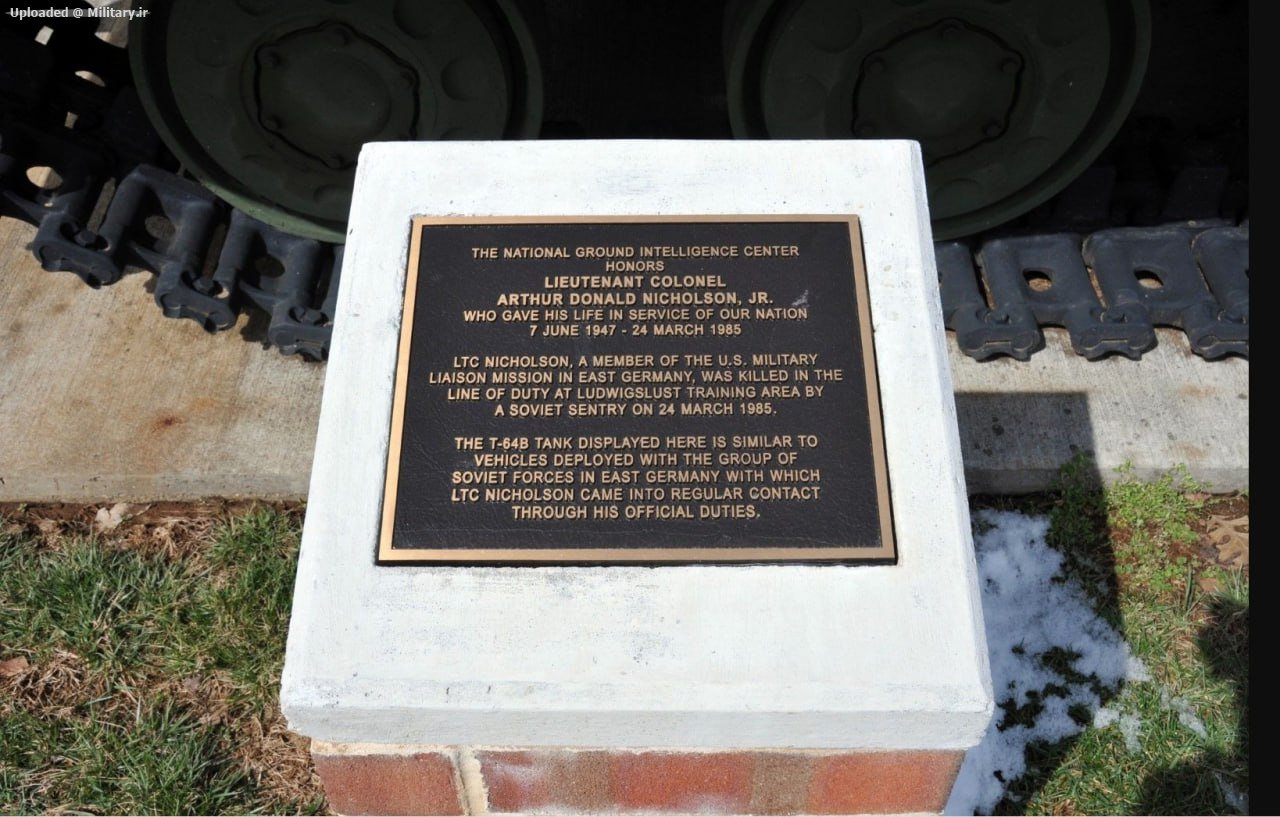 Uploaded @ Military.ir
THE NATIONAL GROUND INTELLIGENCE CENTER
HONORS
LIEUTENANT COLONEL
ARTHUR DONALD NICHOLSON, JR.
WHO GAVE HIS LIFE IN SERVICE OF OUR NATION
7 JUNE 1947 - 24 MARCH 1985
LTC NICHOLSON, A MEMBER OF THE U.S. MILITARY
LIAISON MISSION IN EAST GERMANY, WAS KILLED IN THE
LINE OF DUTY AT LUDWIGSLUST TRAINING AREA BY
A SOVIET SENTRY ON 24 MARCH 1985.
THE T-64B TANK DISPLAYED HERE IS SIMILAR TO
VEHICLES DEPLOYED WITH THE GROUP OF
SOVIET FORCES IN EAST GERMANY WITH WHICH
LTC NICHOLSON CAME INTO REGULAR CONTACT
THROUGH HIS OFFICIAL DUTIES.